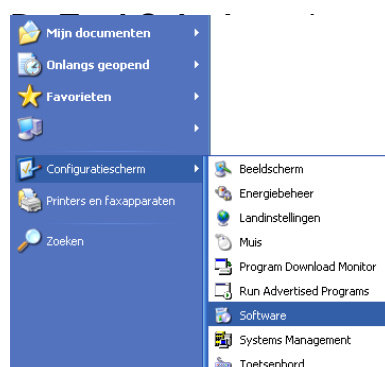 Mijn documenten
Onlangs geopend
Favorieten
Configuratiescherm
Printers en faxapparaten
Zoeken
Beeldscherm
Energiebeheer
Landinstellingen
Muis
Program Download Monitor
Run Advertised Programs
Software
Systems Management
Toetsenbord